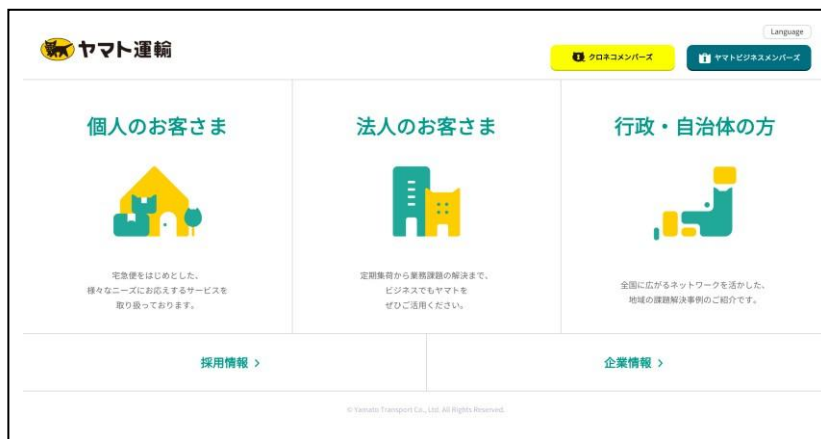 ヤマト運輸
Language
クロネコメンバーズ
ヤマトビジネスメンバーズ
個人のお客さま
宅急便をはじめとした、
様々なニーズにお応えするサービスを
取り扱っております。
法人のお客さま
定期集荷から業務課題の解決まで、
ビジネスでもヤマトを
ぜひご活用ください。
行政・自治体の方
全国に広がるネットワークを活かした、
地域の課題解決事例のご紹介です。
採用情報 >
企業情報 >
© Yamato Transport Co., Ltd. All Rights Reserved.